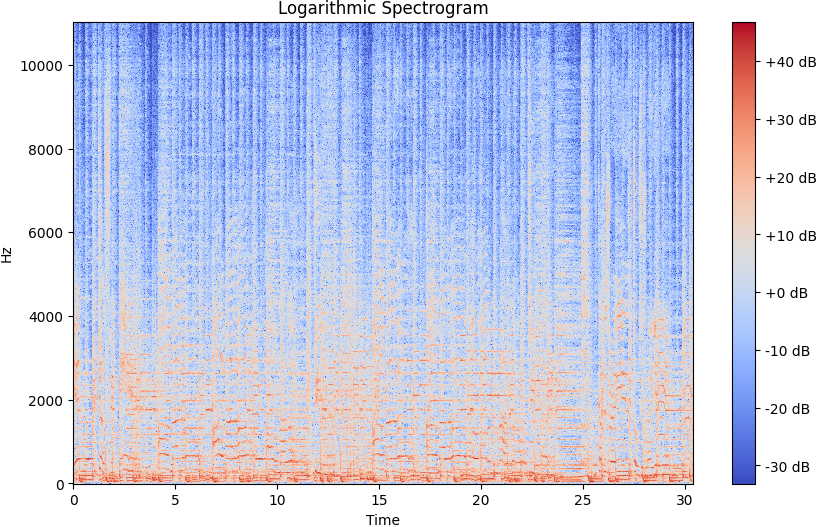 Logarithmic Spectrogram
Hz
10000
8000
6000
4000
2000
0
0 5 10 15 20 25 30
Time
+40 dB
+30 dB
+20 dB
+10 dB
+0 dB
-10 dB
-20 dB
-30 dB